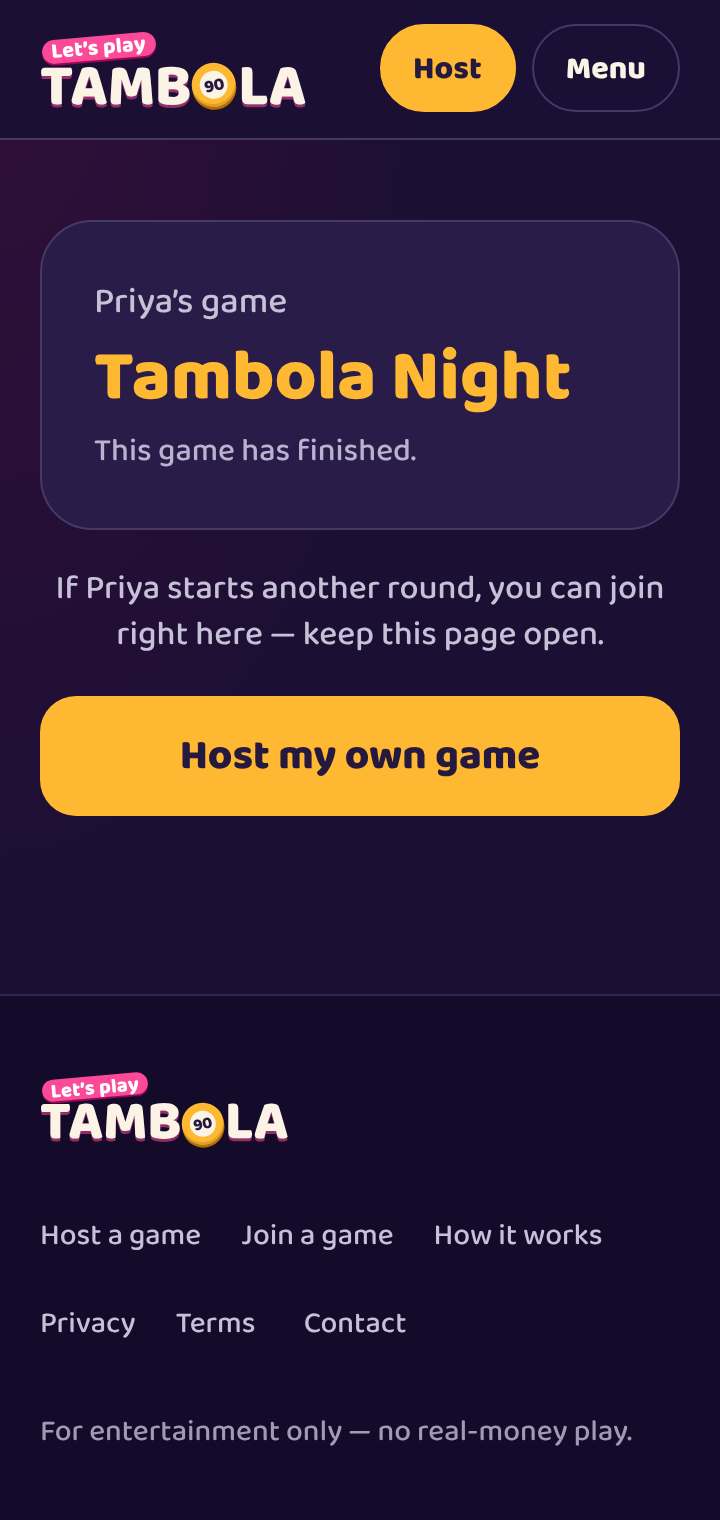 Let's play
TAMBOLA
90
Host
Menu
Priya's game
Tambola Night
This game has finished.
If Priya starts another round, you can join
right here — keep this page open.
Host my own game
Let's play
TAMBOLA
90
Host a game
Join a game
How it works
Privacy
Terms
Contact
For entertainment only — no real-money play.